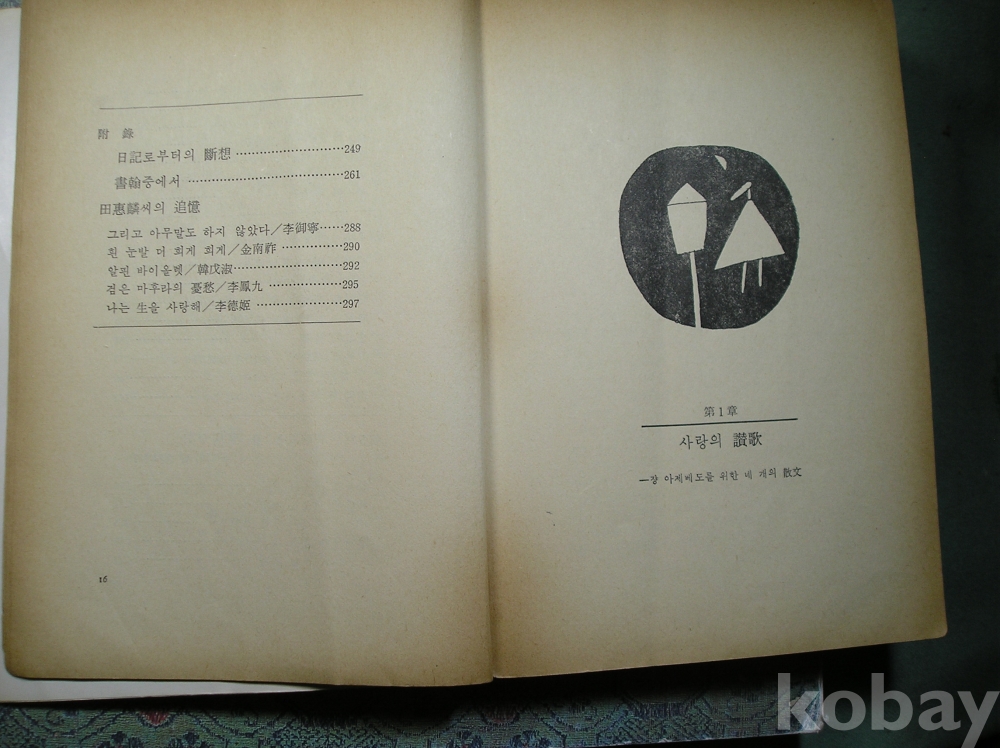 附 錄
日記로부터의 斷想 ……………………… 249
書翰중에서 ……………………………… 261
田惠麟씨의 追憶
그리고 아무말도 하지 않았다／李御寧……288
흰 눈발 더 희게 희게／金南祚 …………… 290
알펜 바이올렛／韓戊淑……………………… 292
검은 마후라의 憂愁／李鳳九 ……………… 295
나는 生을 사랑해／李德姬 ………………… 297
16
第1章
사랑의 讃歌
—장 아제베도를 위한 네 개의 散文
kobay